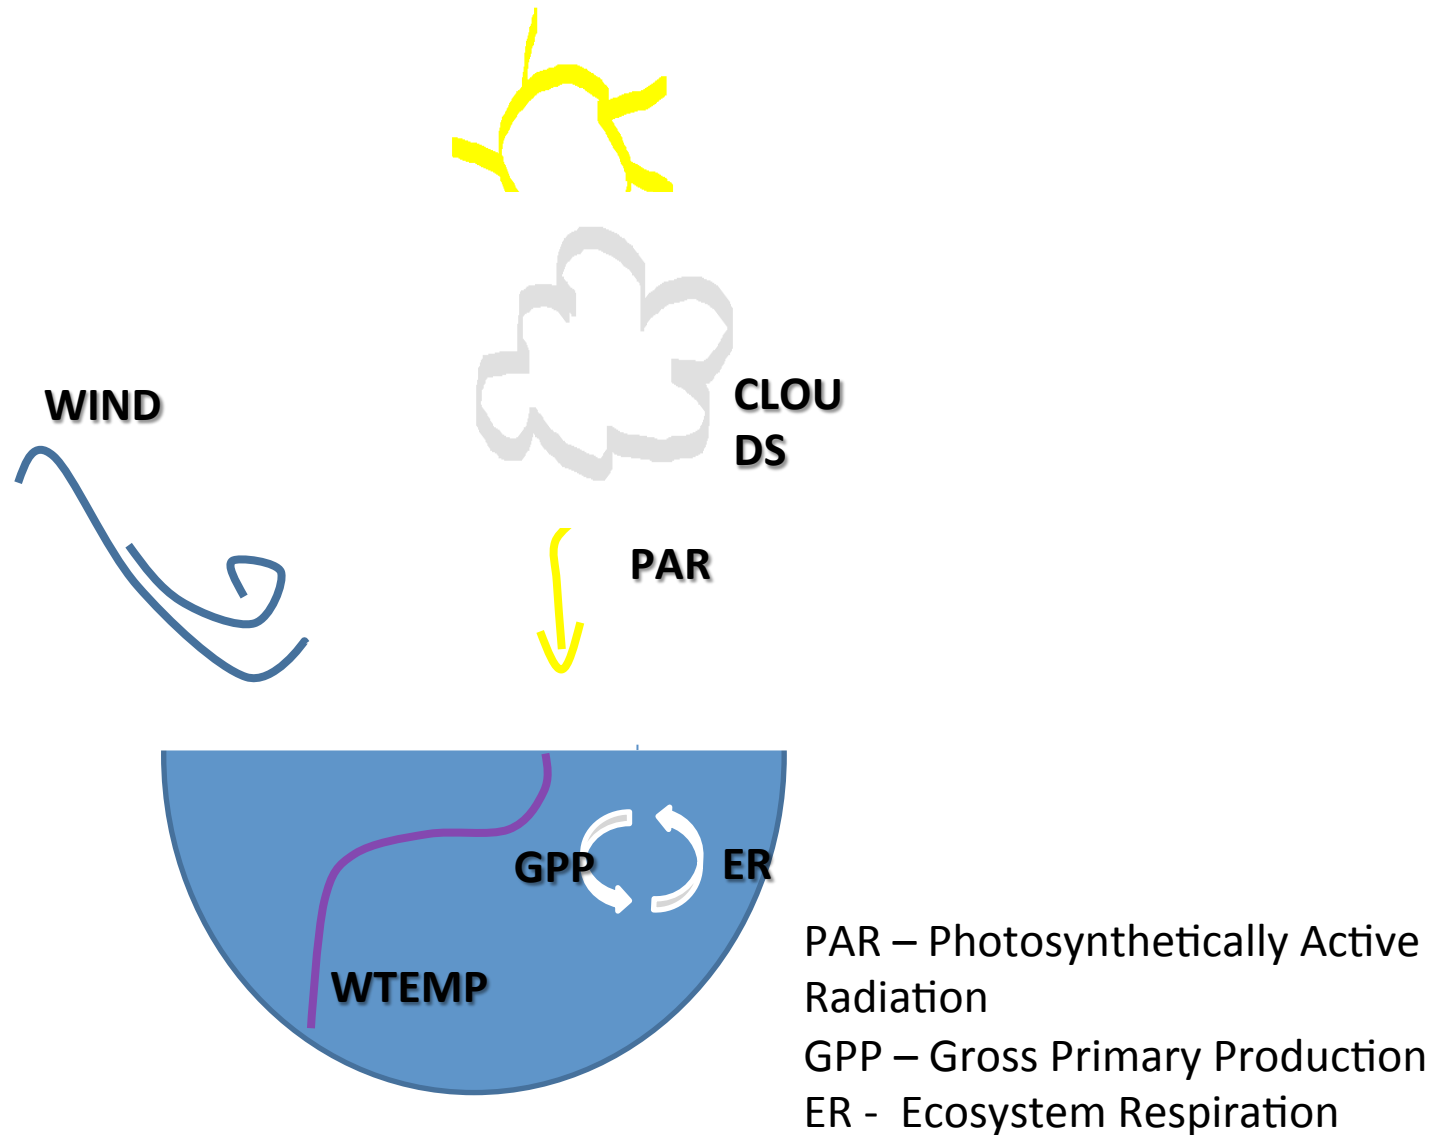 WIND
CLOU
DS
PAR
GPP
ER
WTEMP
PAR – Photosynthetically Active
Radiation
GPP – Gross Primary Production
ER - Ecosystem Respiration